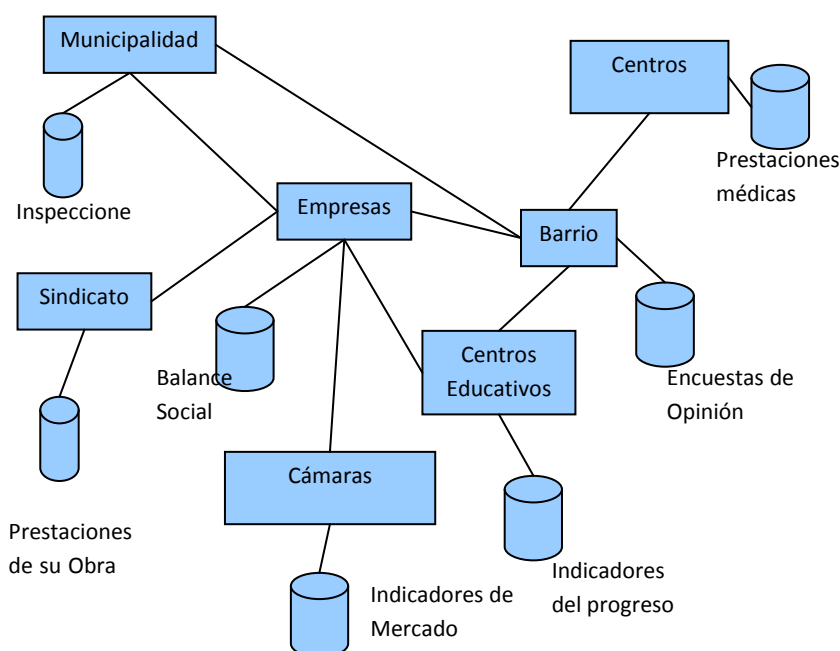 Municipalidad
Centros
Prestaciones
médicas
Inspeccione
Empresas
Barrio
Sindicato
Balance
Social
Centros
Educativos
Encuestas de
Opinión
Cámaras
Prestaciones
de su Obra
Indicadores de
Mercado
Indicadores
del progreso